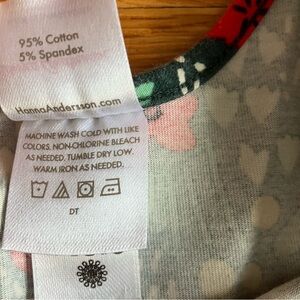 95% Cotton
5% Spandex
HannaAndersson.com
MACHINE WASH COLD WITH LIKE
COLORS. NON-CHLORINE BLEACH
AS NEEDED, TUMBLE DRY LOW.
WARM IRON AS NEEDED.
DT